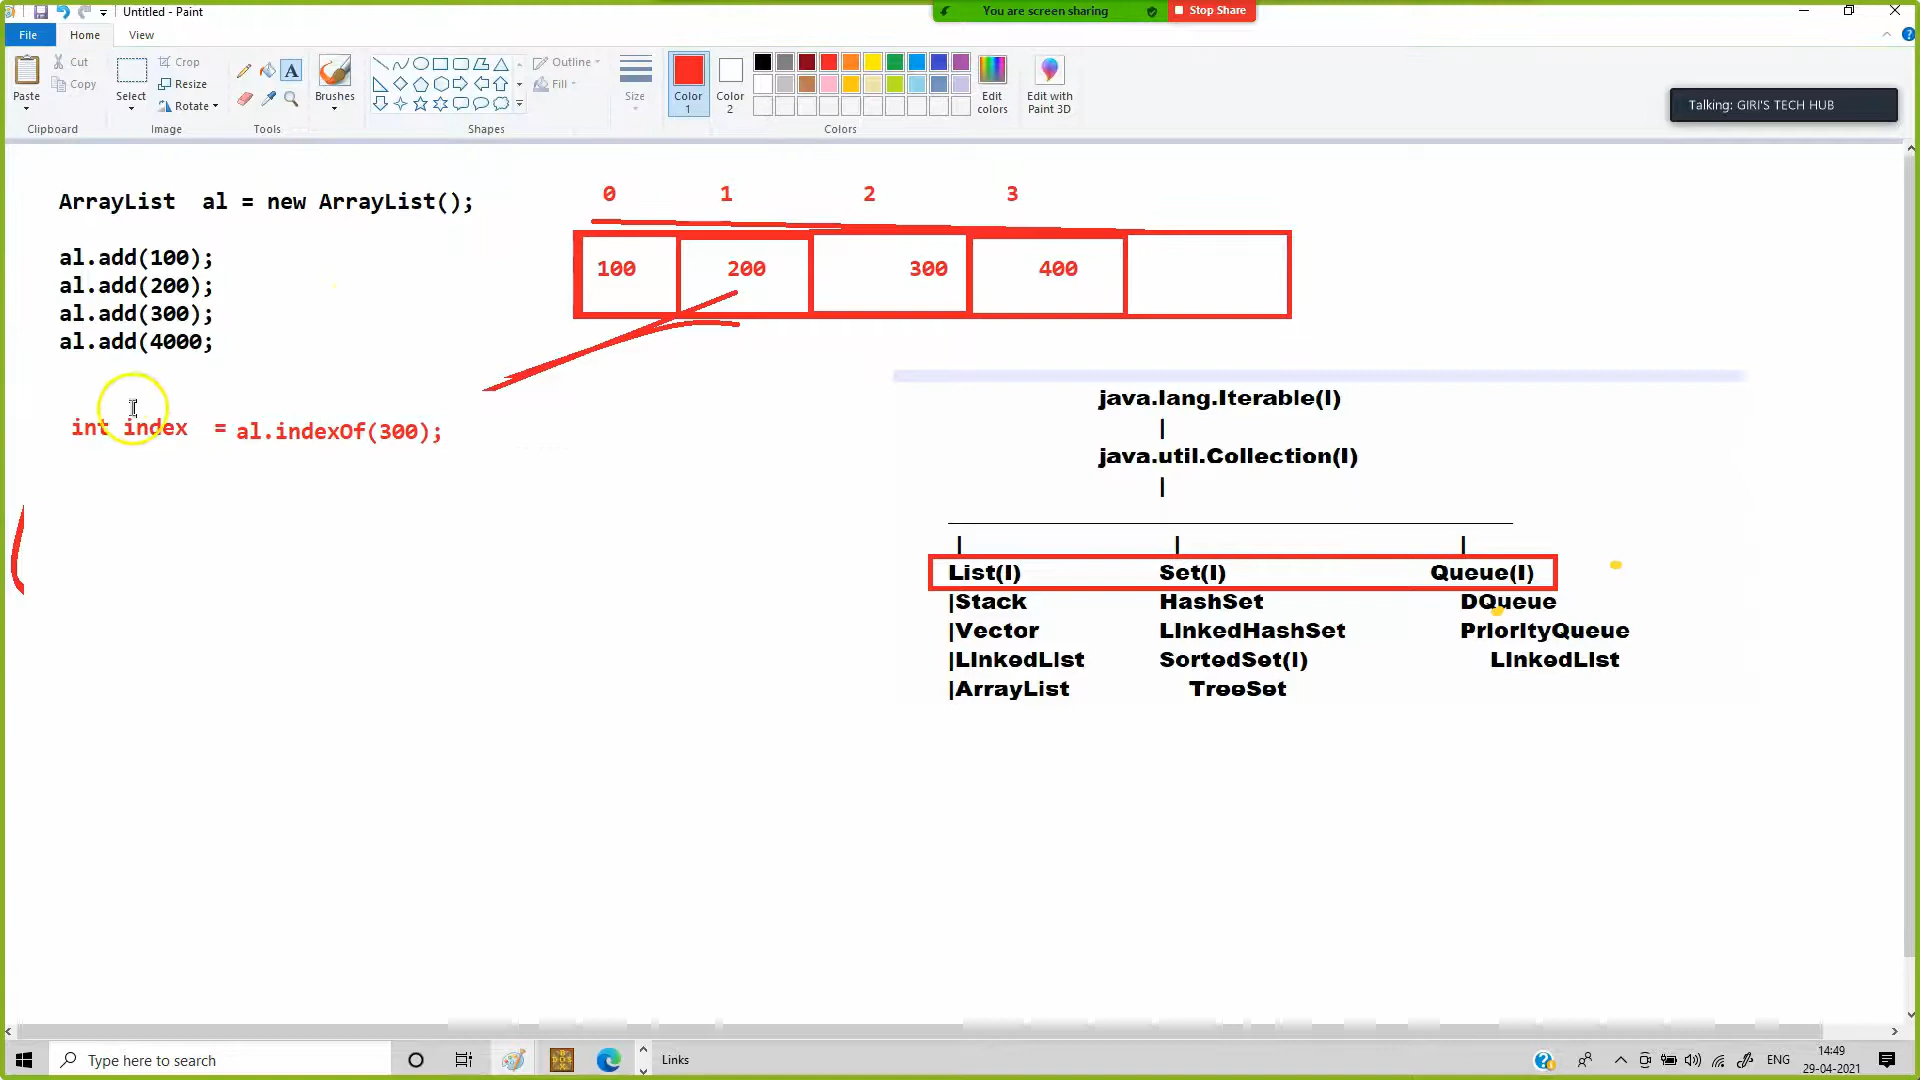 Untitled - Paint
You are screen sharing
Stop Share
File Home View
Cut
Copy
Paste
Clipboard
Crop
Resize
Rotate
Select
Image
Tools
Brushes
Shapes
Outline
Fill
Size
Color 1
Color 2
Edit colors
Edit with Paint 3D
Colors
Talking: GIRI'S TECH HUB
ArrayList al = new ArrayList();
al.add(100);
al.add(200);
al.add(300);
al.add(4000;
int index = al.indexOf(300);
0 1 2 3
100 200 300 400
java.lang.Iterable(I)
|
java.util.Collection(I)
|
| | |
List(I) Set(I) Queue(I)
|Stack HashSet DQueue
|Vector LinkedHashSet PriorityQueue
|LinkedList SortedSet(I) LinkedList
|ArrayList TreeSet
Type here to search
Links
ENG
14:49
29-04-2021